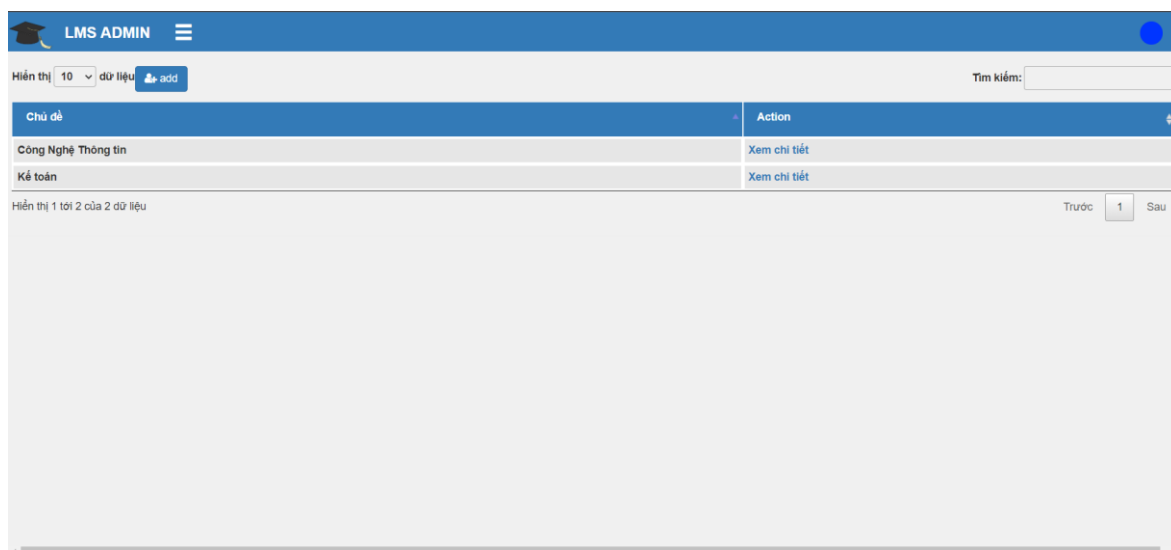 LMS ADMIN
Hiển thị 10 dữ liệu add Tìm kiếm:
Chủ đề Action
Công Nghệ Thông tin Xem chi tiết
Kế toán Xem chi tiết
Hiển thị 1 tới 2 của 2 dữ liệu Trước 1 Sau